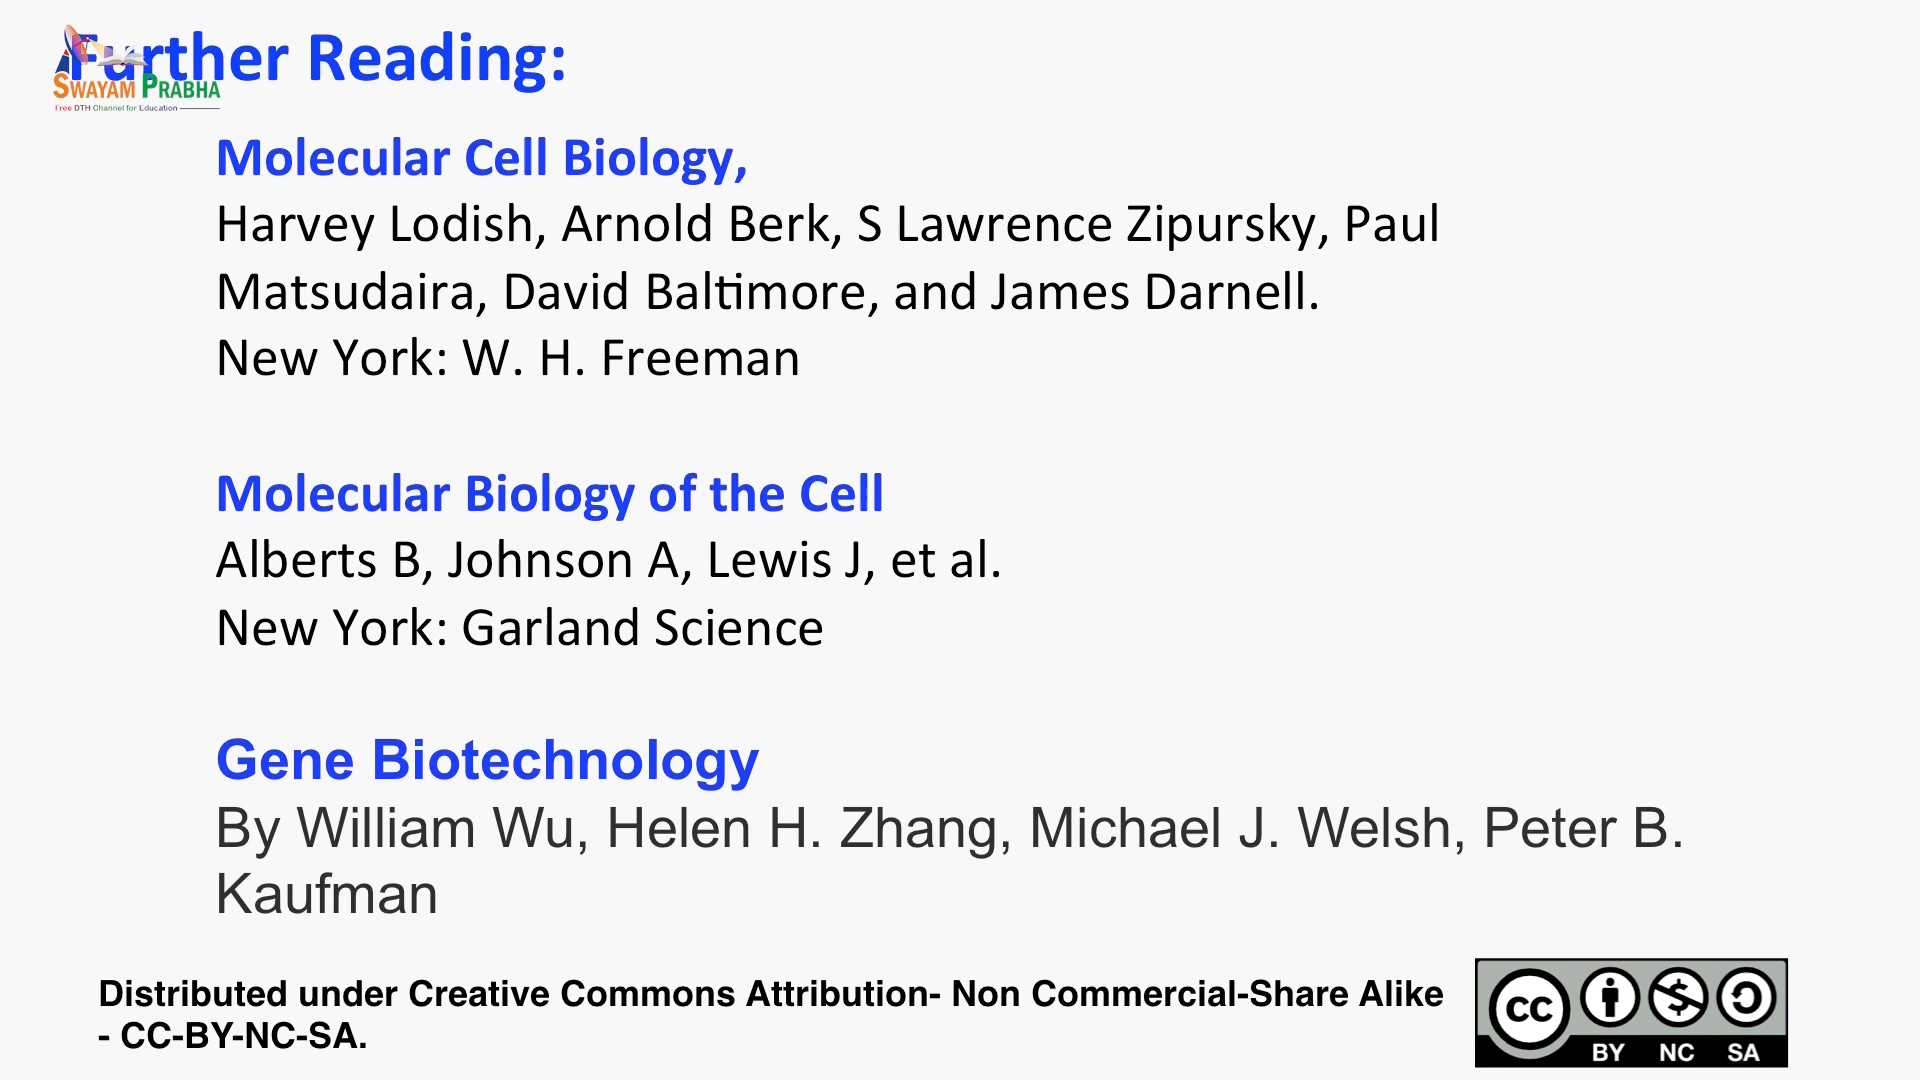 Further Reading:
SWAYAM PRABHA
Free DTH Channel for Education
Molecular Cell Biology,
Harvey Lodish, Arnold Berk, S Lawrence Zipursky, Paul
Matsudaira, David Baltimore, and James Darnell.
New York: W. H. Freeman
Molecular Biology of the Cell
Alberts B, Johnson A, Lewis J, et al.
New York: Garland Science
Gene Biotechnology
By William Wu, Helen H. Zhang, Michael J. Welsh, Peter B.
Kaufman
Distributed under Creative Commons Attribution- Non Commercial-Share Alike
- CC-BY-NC-SA.
CC
BY NC SA